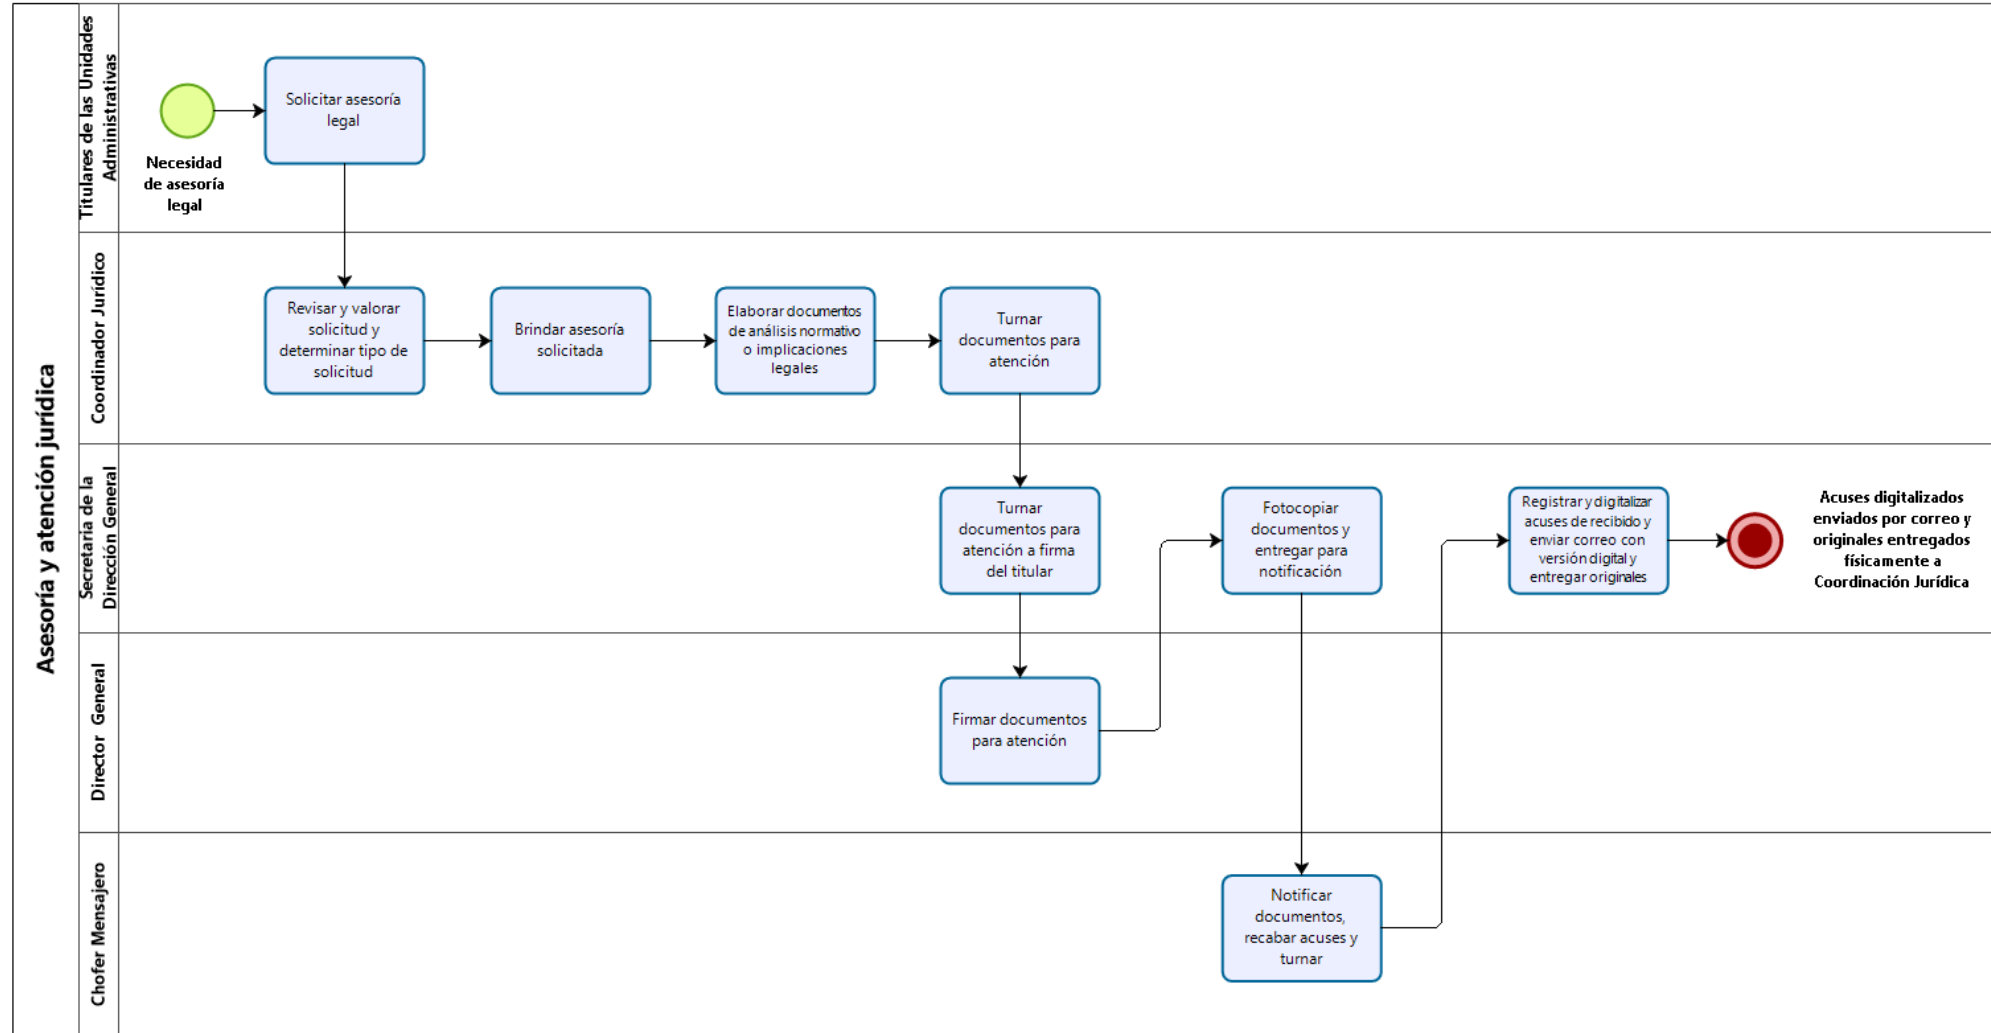 Asesoría y atención jurídica
Titulares de las Unidades
Administrativas
Necesidad
de asesoría
legal
Solicitar asesoría
legal
Coordinador Jurídico
Revisar y valorar
solicitud y
determinar tipo de
solicitud
Brindar asesoría
solicitada
Elaborar documentos
de análisis normativo
o implicaciones
legales
Turnar
documentos para
atención
Secretaria de la
Dirección General
Turnar
documentos para
atención a firma
del titular
Fotocopiar
documentos y
entregar para
notificación
Registrar y digitalizar
acuses de recibido y
enviar correo con
versión digital y
entregar originales
Acuses digitalizados
enviados por correo y
originales entregados
físicamente a
Coordinación Jurídica
Director General
Firmar documentos
para atención
Chofer Mensajero
Notificar
documentos,
recabar acuses y
turnar